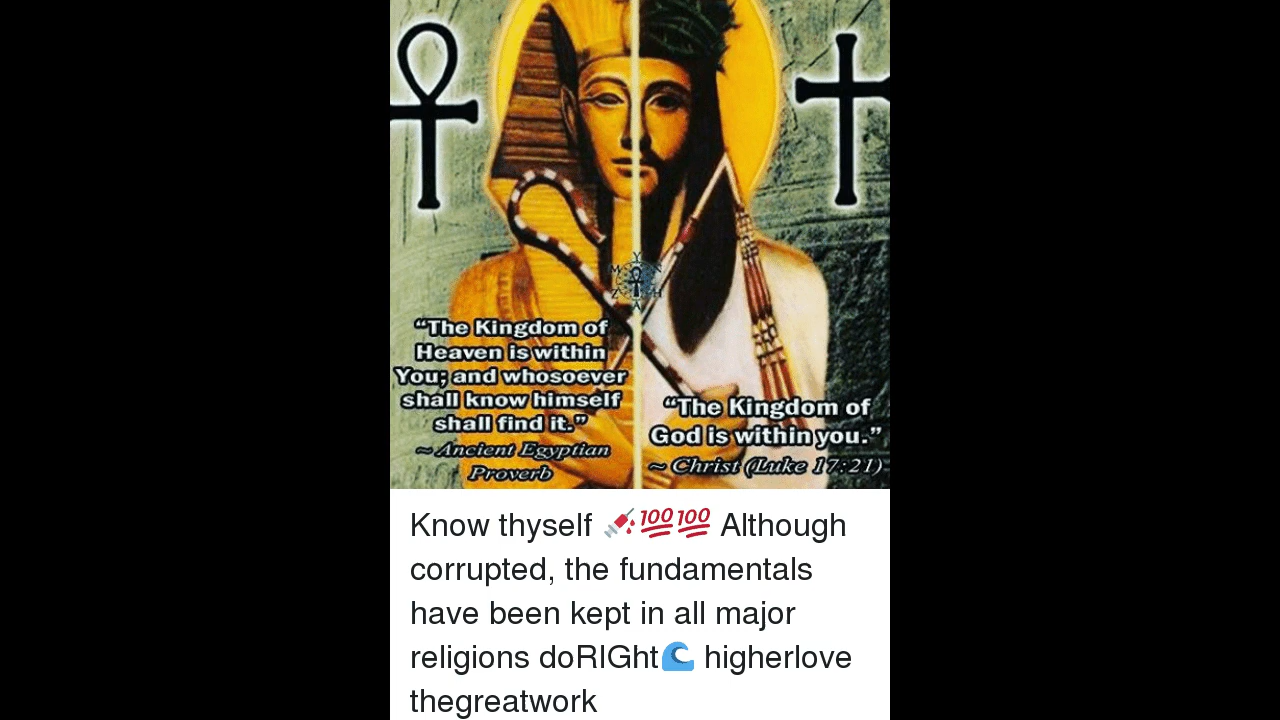 “The Kingdom of
Heaven is within
You; and whosoever
shall know himself
shall find it.”
~ Ancient Egyptian
Proverb
“The Kingdom of
God is within you.”
~ Christ (Luke 17:21)
Know thyself 💉💯💯 Although
corrupted, the fundamentals
have been kept in all major
religions doRIGht🌊 higherlove
thegreatwork